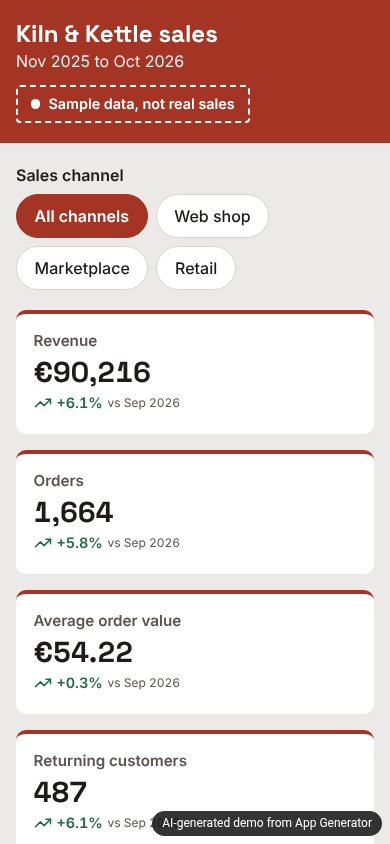 Kiln & Kettle sales
Nov 2025 to Oct 2026
Sample data, not real sales
Sales channel
All channels
Web shop
Marketplace
Retail
Revenue
€90,216
+6.1% vs Sep 2026
Orders
1,664
+5.8% vs Sep 2026
Average order value
€54.22
+0.3% vs Sep 2026
Returning customers
487
+6.1% vs Sep
AI-generated demo from App Generator